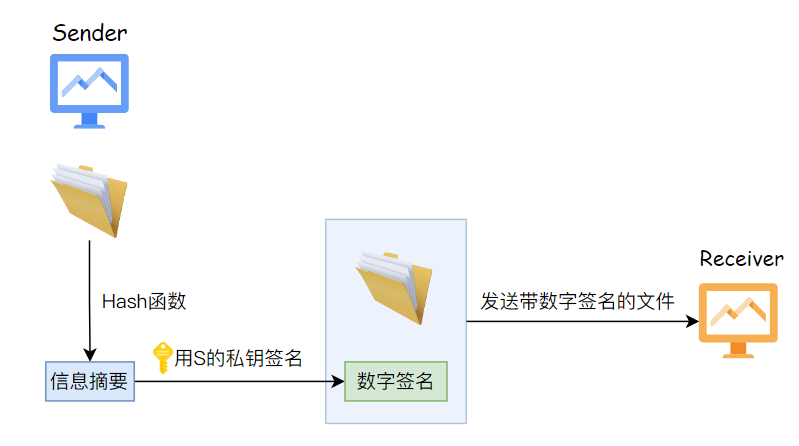 Sender
Hash函数
用S的私钥签名
信息摘要
数字签名
发送带数字签名的文件
Receiver